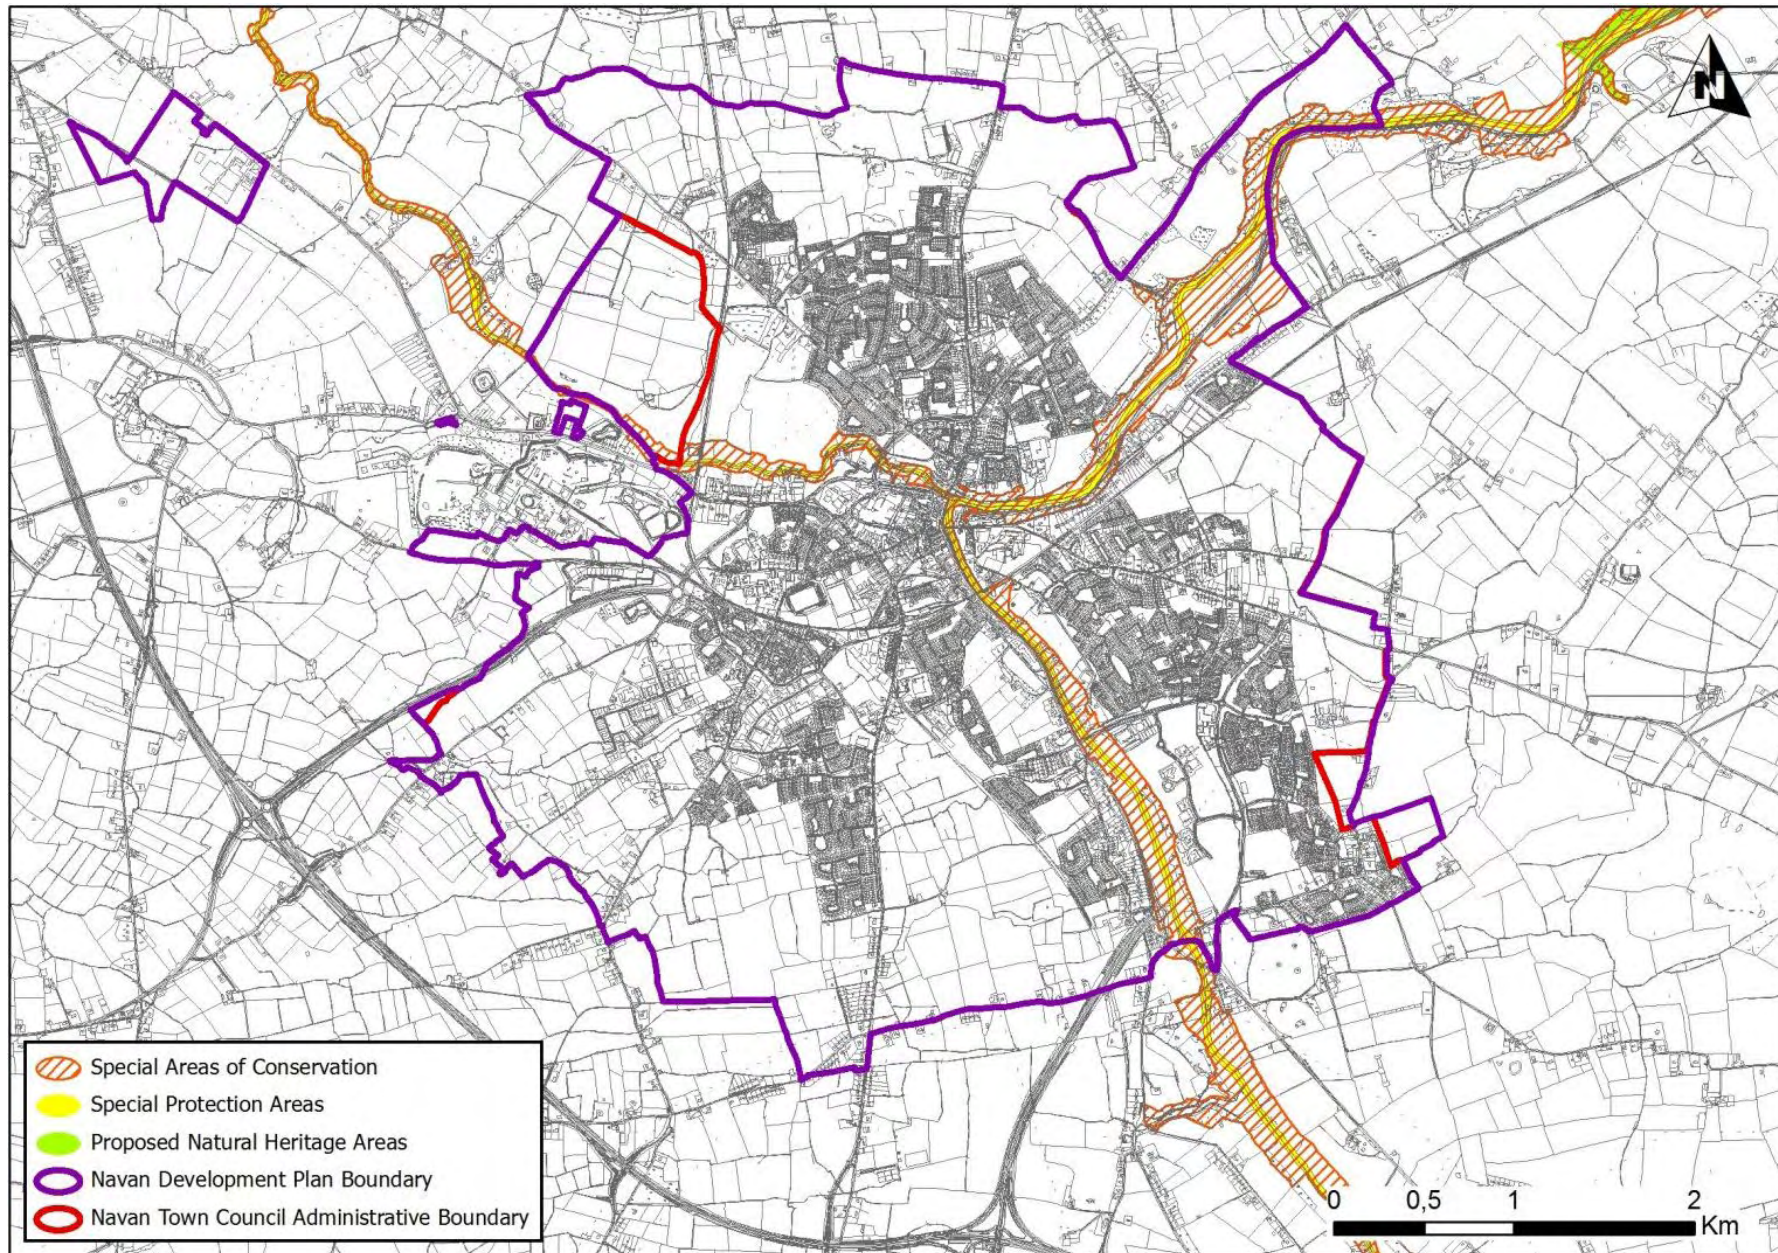 N
Special Areas of Conservation
Special Protection Areas
Proposed Natural Heritage Areas
Navan Development Plan Boundary
Navan Town Council Administrative Boundary
0 0,5 1 2
Km